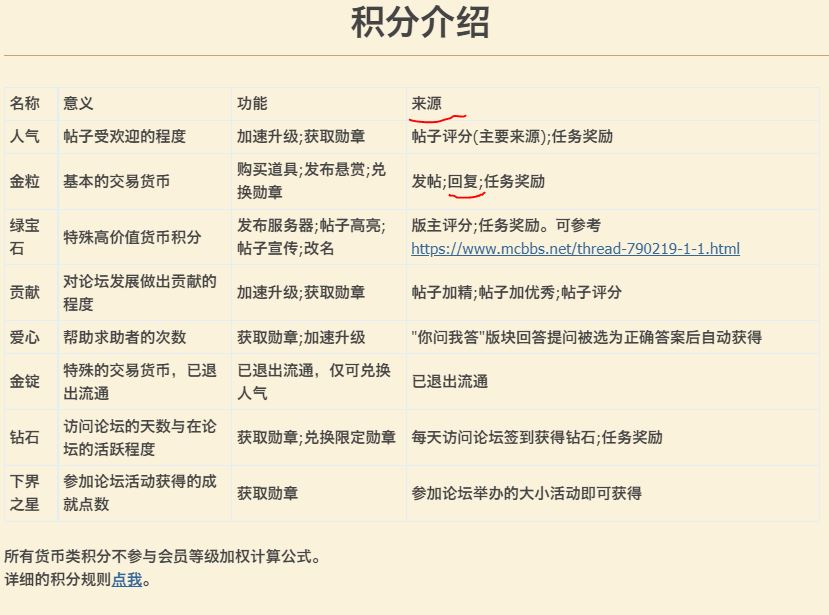 积分介绍
名称 意义 功能 来源
人气 帖子受欢迎的程度 加速升级;获取勋章 帖子评分(主要来源);任务奖励
金粒 基本的交易货币 购买道具;发布悬赏;兑
换勋章 发帖;回复;任务奖励
绿宝
石 特殊高价值货币积分 发布服务器;帖子高亮;
帖子宣传;改名 版主评分;任务奖励。可参考
https://www.mcbbs.net/thread-790219-1-1.html
贡献 对论坛发展做出贡献的
程度 加速升级;获取勋章 帖子加精;帖子加优秀;帖子评分
爱心 帮助求助者的次数 获取勋章;加速升级 "你问我答"版块回答提问被选为正确答案后自动获得
金锭 特殊的交易货币，已退
出流通 已退出流通，仅可兑换
人气 已退出流通
钻石 访问论坛的天数与在论
坛的活跃程度 获取勋章;兑换限定勋章 每天访问论坛签到获得钻石;任务奖励
下界
之星 参加论坛活动获得的成
就点数 获取勋章 参加论坛举办的大小活动即可获得
所有货币类积分不参与会员等级加权计算公式。
详细的积分规则点我。